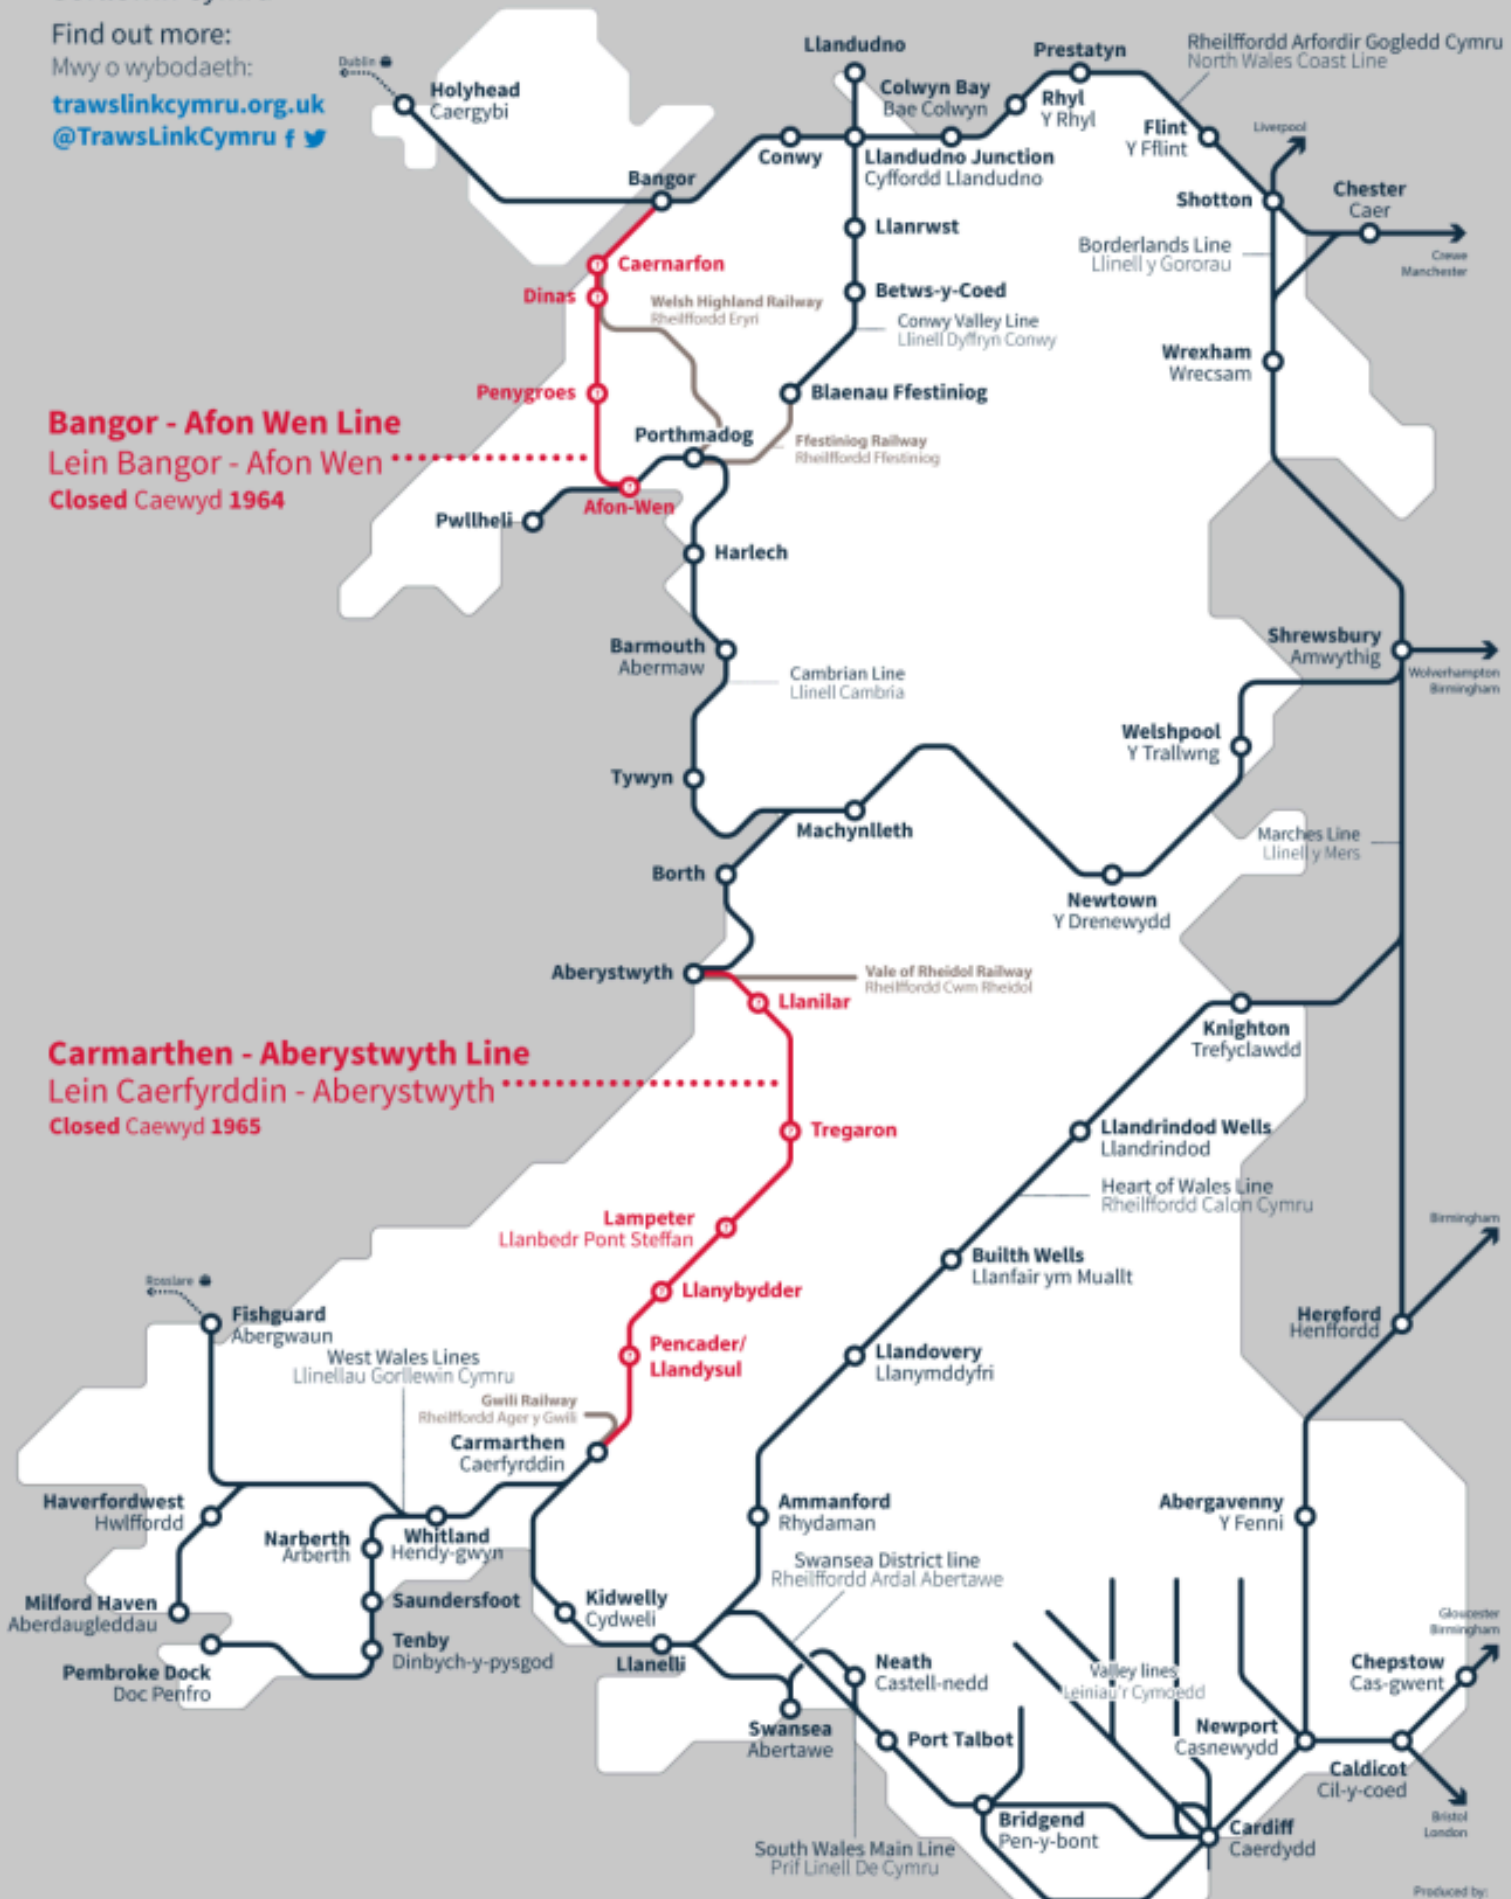 Find out more:
Mwy o wybodaeth:
trawslinkcymru.org.uk
@TrawsLinkCymru
Dublin
Holyhead
Caergybi
Llandudno
Prestatyn
Rheilffordd Arfordir Gogledd Cymru
North Wales Coast Line
Colwyn Bay
Bae Colwyn
Rhyl
Y Rhyl
Flint
Y Fflint
Liverpool
Conwy
Llandudno Junction
Cyffordd Llandudno
Bangor
Shotton
Chester
Caer
Crewe
Manchester
Llanrwst
Borderlands Line
Llinell y Gororau
Caernarfon
Dinas
Welsh Highland Railway
Rheilffordd Eryri
Betws-y-Coed
Conwy Valley Line
Llinell Dyffryn Conwy
Wrexham
Wrecsam
Penygroes
Blaenau Ffestiniog
Bangor - Afon Wen Line
Lein Bangor - Afon Wen
Closed Caewyd 1964
Porthmadog
Ffestiniog Railway
Rheilffordd Ffestiniog
Afon-Wen
Pwllheli
Harlech
Barmouth
Abermaw
Cambrian Line
Llinell Cambria
Shrewsbury
Amwythig
Wolverhampton
Birmingham
Welshpool
Y Trallwng
Tywyn
Machynlleth
Marches Line
Llinell y Mers
Borth
Newtown
Y Drenewydd
Aberystwyth
Vale of Rheidol Railway
Rheilffordd Cwm Rheidol
Llanilar
Knighton
Trefyclawdd
Carmarthen - Aberystwyth Line
Lein Caerfyrddin - Aberystwyth
Closed Caewyd 1965
Tregaron
Llandrindod Wells
Llandrindod
Heart of Wales Line
Rheilffordd Calon Cymru
Lampeter
Llanbedr Pont Steffan
Birmingham
Builth Wells
Llanfair ym Muallt
Rosslare
Llanybydder
Fishguard
Abergwaun
Hereford
Henffordd
Pencader/
Llandysul
West Wales Lines
Llinellau Gorllewin Cymru
Llandovery
Llanymddyfri
Gwili Railway
Rheilffordd Ager y Gwili
Carmarthen
Caerfyrddin
Haverfordwest
Hwlffordd
Narberth
Arberth
Whitland
Hendy-gwyn
Ammanford
Rhydaman
Abergavenny
Y Fenni
Swansea District line
Rheilffordd Ardal Abertawe
Milford Haven
Aberdaugleddau
Saundersfoot
Kidwelly
Cydweli
Gloucester
Birmingham
Tenby
Dinbych-y-pysgod
Pembroke Dock
Doc Penfro
Llanelli
Neath
Castell-nedd
Valley lines
Leiniau'r Cymoedd
Chepstow
Cas-gwent
Swansea
Abertawe
Port Talbot
Newport
Casnewydd
Caldicot
Cil-y-coed
Bridgend
Pen-y-bont
Cardiff
Caerdydd
Bristol
London
South Wales Main Line
Prif Linell De Cymru
Produced by: